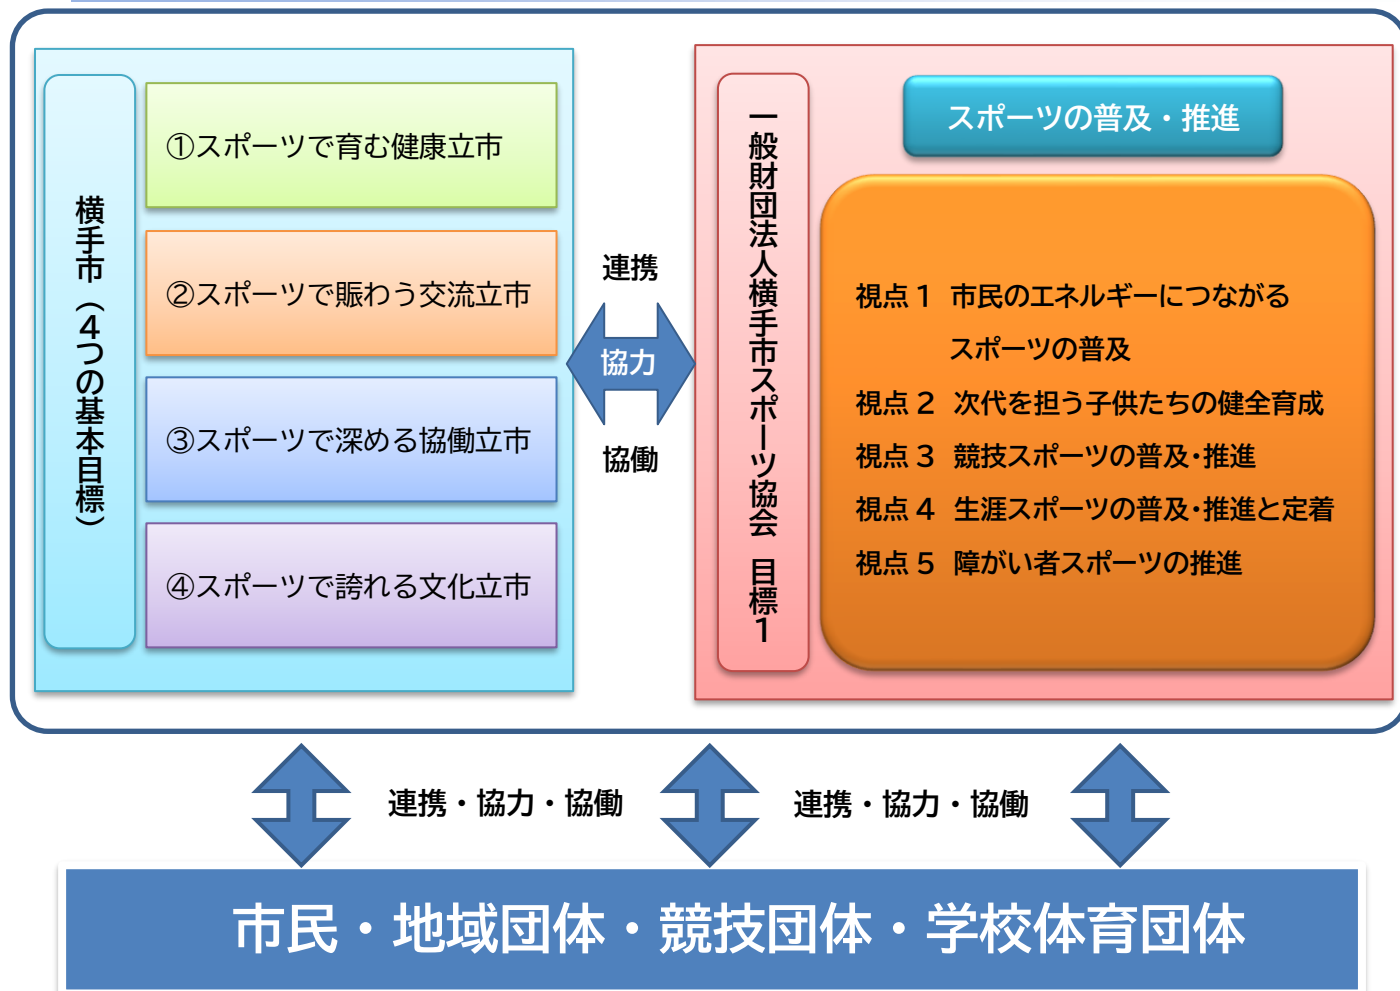 横手市（4つの基本目標）
①スポーツで育む健康立市
②スポーツで賑わう交流立市
③スポーツで深める協働立市
④スポーツで誇れる文化立市
連携
協力
協働
一般財団法人横手市スポーツ協会 目標1
スポーツの普及・推進
視点1 市民のエネルギーにつながる
スポーツの普及
視点2 次代を担う子供たちの健全育成
視点3 競技スポーツの普及・推進
視点4 生涯スポーツの普及・推進と定着
視点5 障がい者スポーツの推進
連携・協力・協働
連携・協力・協働
市民・地域団体・競技団体・学校体育団体